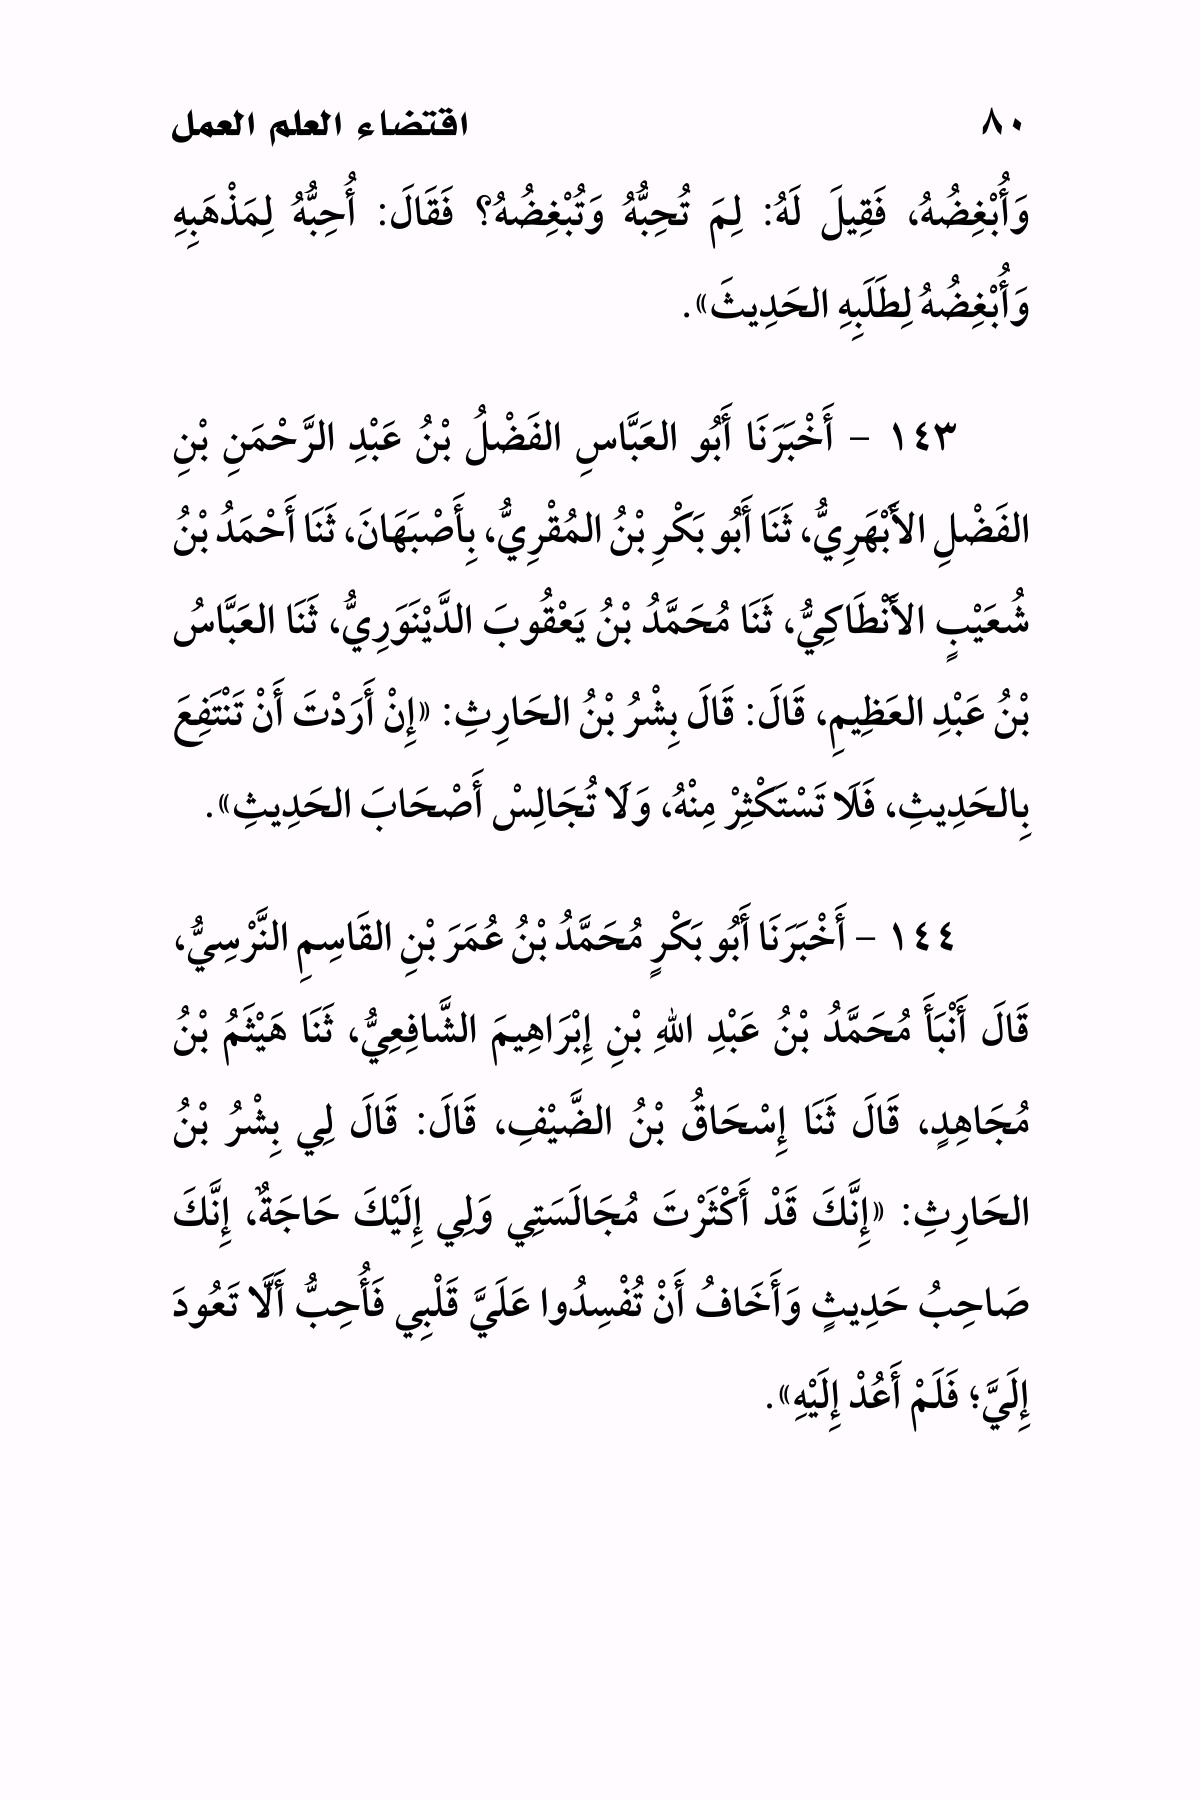 ٨٠ اقتضاء العلم العمل
وَأُبْغِضُهُ، فَقِيلَ لَهُ: لِمَ تُحِبُّهُ وَتُبْغِضُهُ؟ فَقَالَ: أُحِبُّهُ لِمَذْهَبِهِ
وَأُبْغِضُهُ لِطَلَبِهِ الحَدِيثَ».
١٤٣ – أَخْبَرَنَا أَبُو العَبَّاسِ الفَضْلُ بْنُ عَبْدِ الرَّحْمَنِ بْنِ
الفَضْلِ الأَبْهَرِيُّ، ثَنَا أَبُو بَكْرِ بْنُ المُقْرِيُّ، بِأَصْبَهَانَ، ثَنَا أَحْمَدُ بْنُ
شُعَيْبٍ الأَنْطَاكِيُّ، ثَنَا مُحَمَّدُ بْنُ يَعْقُوبَ الدَّيْنَوَرِيُّ، ثَنَا العَبَّاسُ
بْنُ عَبْدِ العَظِيمِ، قَالَ: قَالَ بِشْرُ بْنُ الحَارِثِ: «إِنْ أَرَدْتَ أَنْ تَنْتَفِعَ
بِالحَدِيثِ، فَلَا تَسْتَكْثِرْ مِنْهُ، وَلَا تُجَالِسْ أَصْحَابَ الحَدِيثِ».
١٤٤ – أَخْبَرَنَا أَبُو بَكْرٍ مُحَمَّدُ بْنُ عُمَرَ بْنِ القَاسِمِ النَّرْسِيُّ،
قَالَ أَنْبَأَ مُحَمَّدُ بْنُ عَبْدِ اللهِ بْنِ إِبْرَاهِيمَ الشَّافِعِيُّ، ثَنَا هَيْثَمُ بْنُ
مُجَاهِدٍ، قَالَ ثَنَا إِسْحَاقُ بْنُ الضَّيْفِ، قَالَ: قَالَ لِي بِشْرُ بْنُ
الحَارِثِ: «إِنَّكَ قَدْ أَكْثَرْتَ مُجَالَسَتِي وَلِي إِلَيْكَ حَاجَةٌ، إِنَّكَ
صَاحِبُ حَدِيثٍ وَأَخَافُ أَنْ تُفْسِدُوا عَلَيَّ قَلْبِي فَأُحِبُّ أَلَّا تَعُودَ
إِلَيَّ؛ فَلَمْ أَعُدْ إِلَيْهِ».